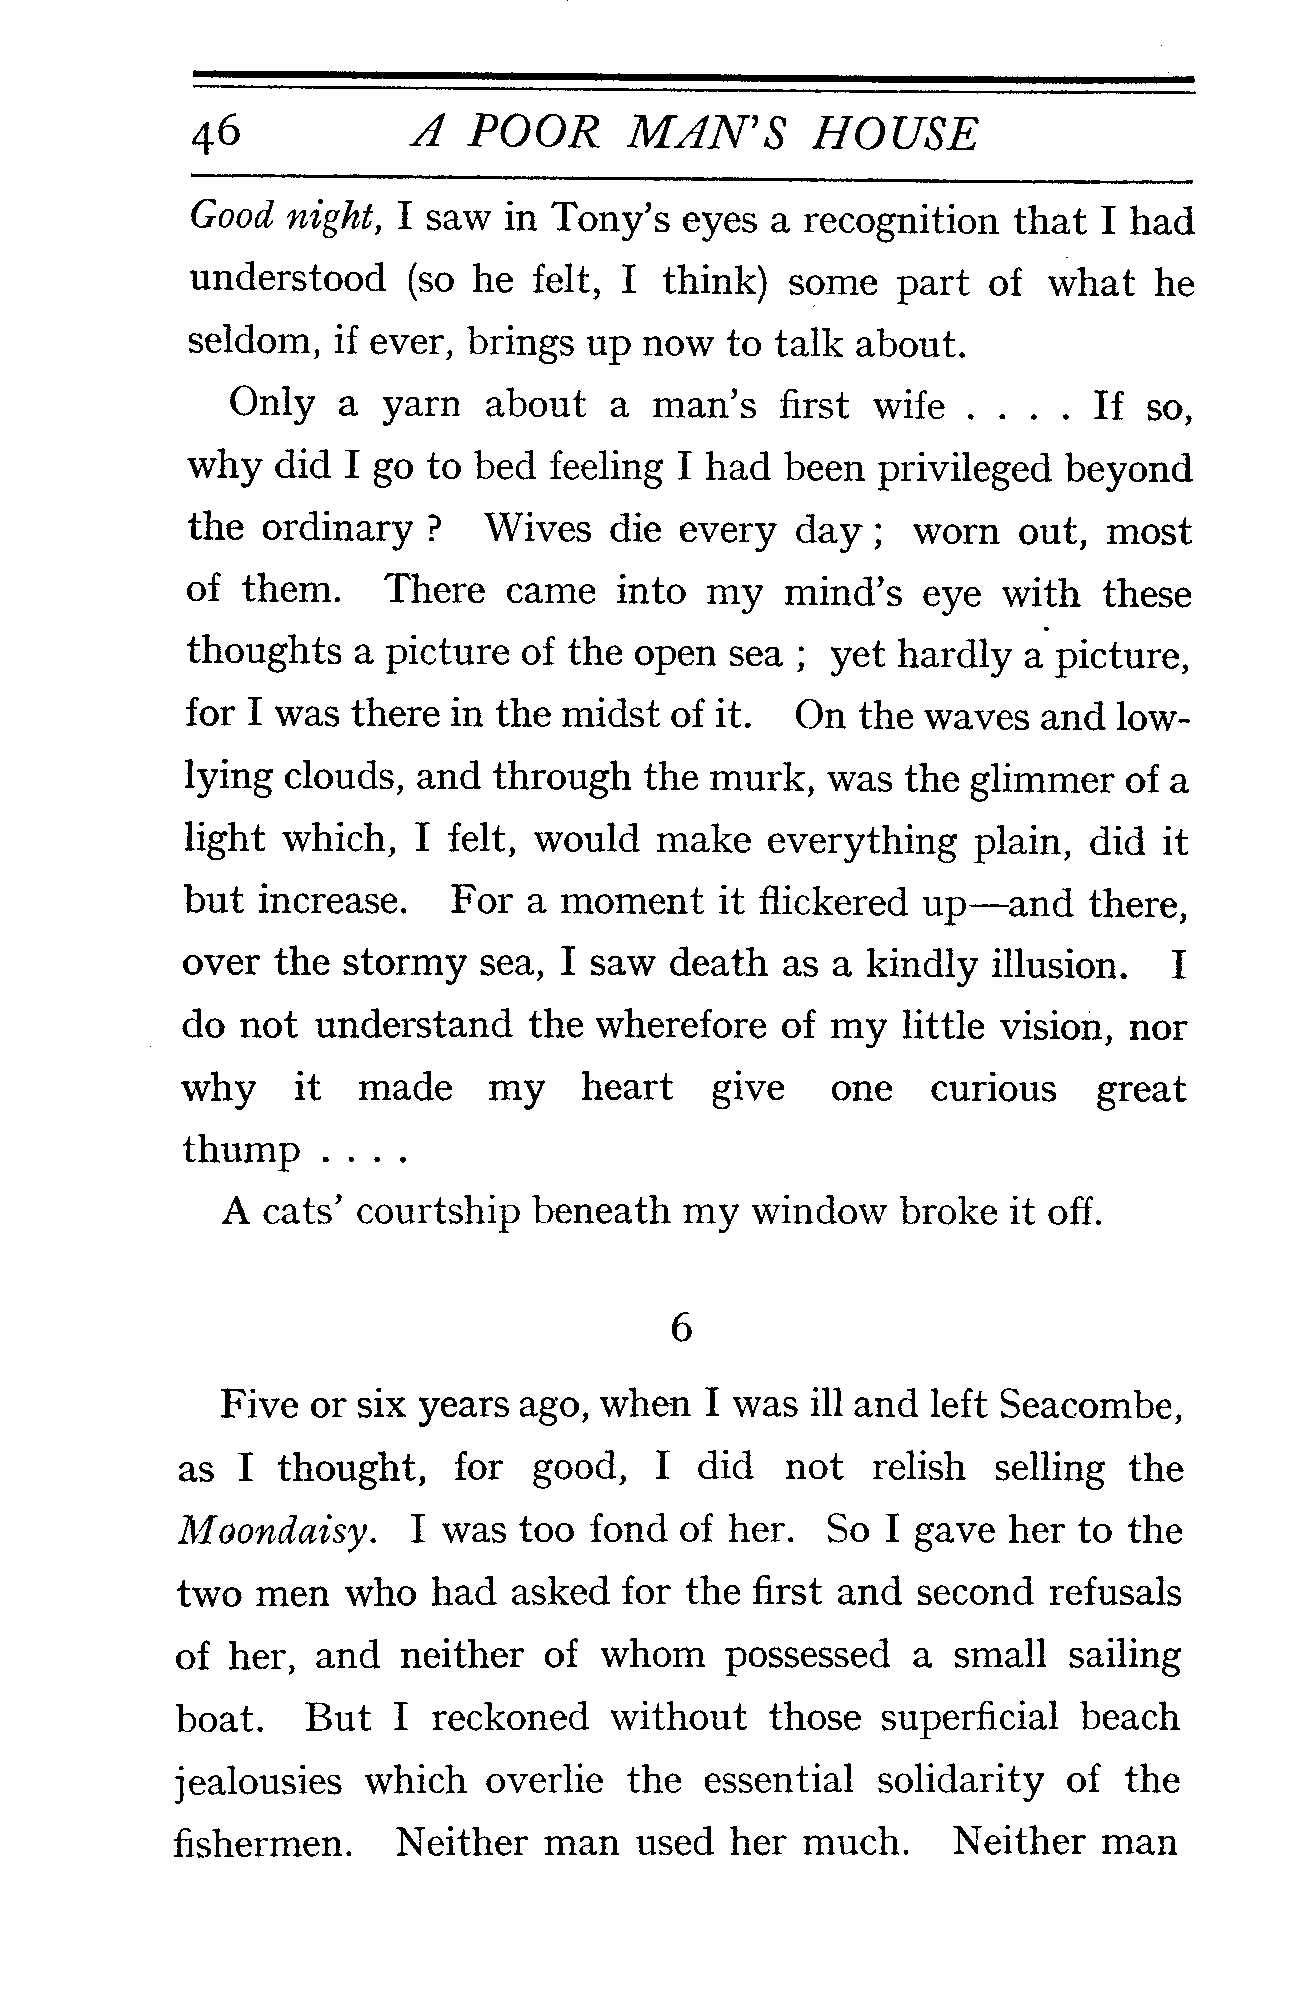 46 A POOR MAN'S HOUSE
Good night, I saw in Tony's eyes a recognition that I had
understood (so he felt, I think) some part of what he
seldom, if ever, brings up now to talk about.
Only a yarn about a man's first wife . . . . If so,
why did I go to bed feeling I had been privileged beyond
the ordinary ? Wives die every day ; worn out, most
of them. There came into my mind's eye with these
thoughts a picture of the open sea ; yet hardly a picture,
for I was there in the midst of it. On the waves and low-
lying clouds, and through the murk, was the glimmer of a
light which, I felt, would make everything plain, did it
but increase. For a moment it flickered up—and there,
over the stormy sea, I saw death as a kindly illusion. I
do not understand the wherefore of my little vision, nor
why it made my heart give one curious great
thump . . . .
A cats' courtship beneath my window broke it off.
6
Five or six years ago, when I was ill and left Seacombe,
as I thought, for good, I did not relish selling the
Moondaisy. I was too fond of her. So I gave her to the
two men who had asked for the first and second refusals
of her, and neither of whom possessed a small sailing
boat. But I reckoned without those superficial beach
jealousies which overlie the essential solidarity of the
fishermen. Neither man used her much. Neither man